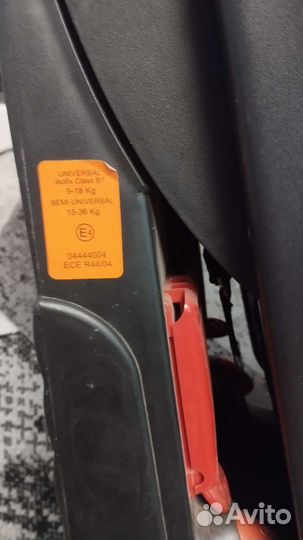 UNIVERSAL
Isofix Class B1
9-18 Kg
SEMI-UNIVERSAL
15-36 Kg
E4
04444004
ECE R44/04
Avito